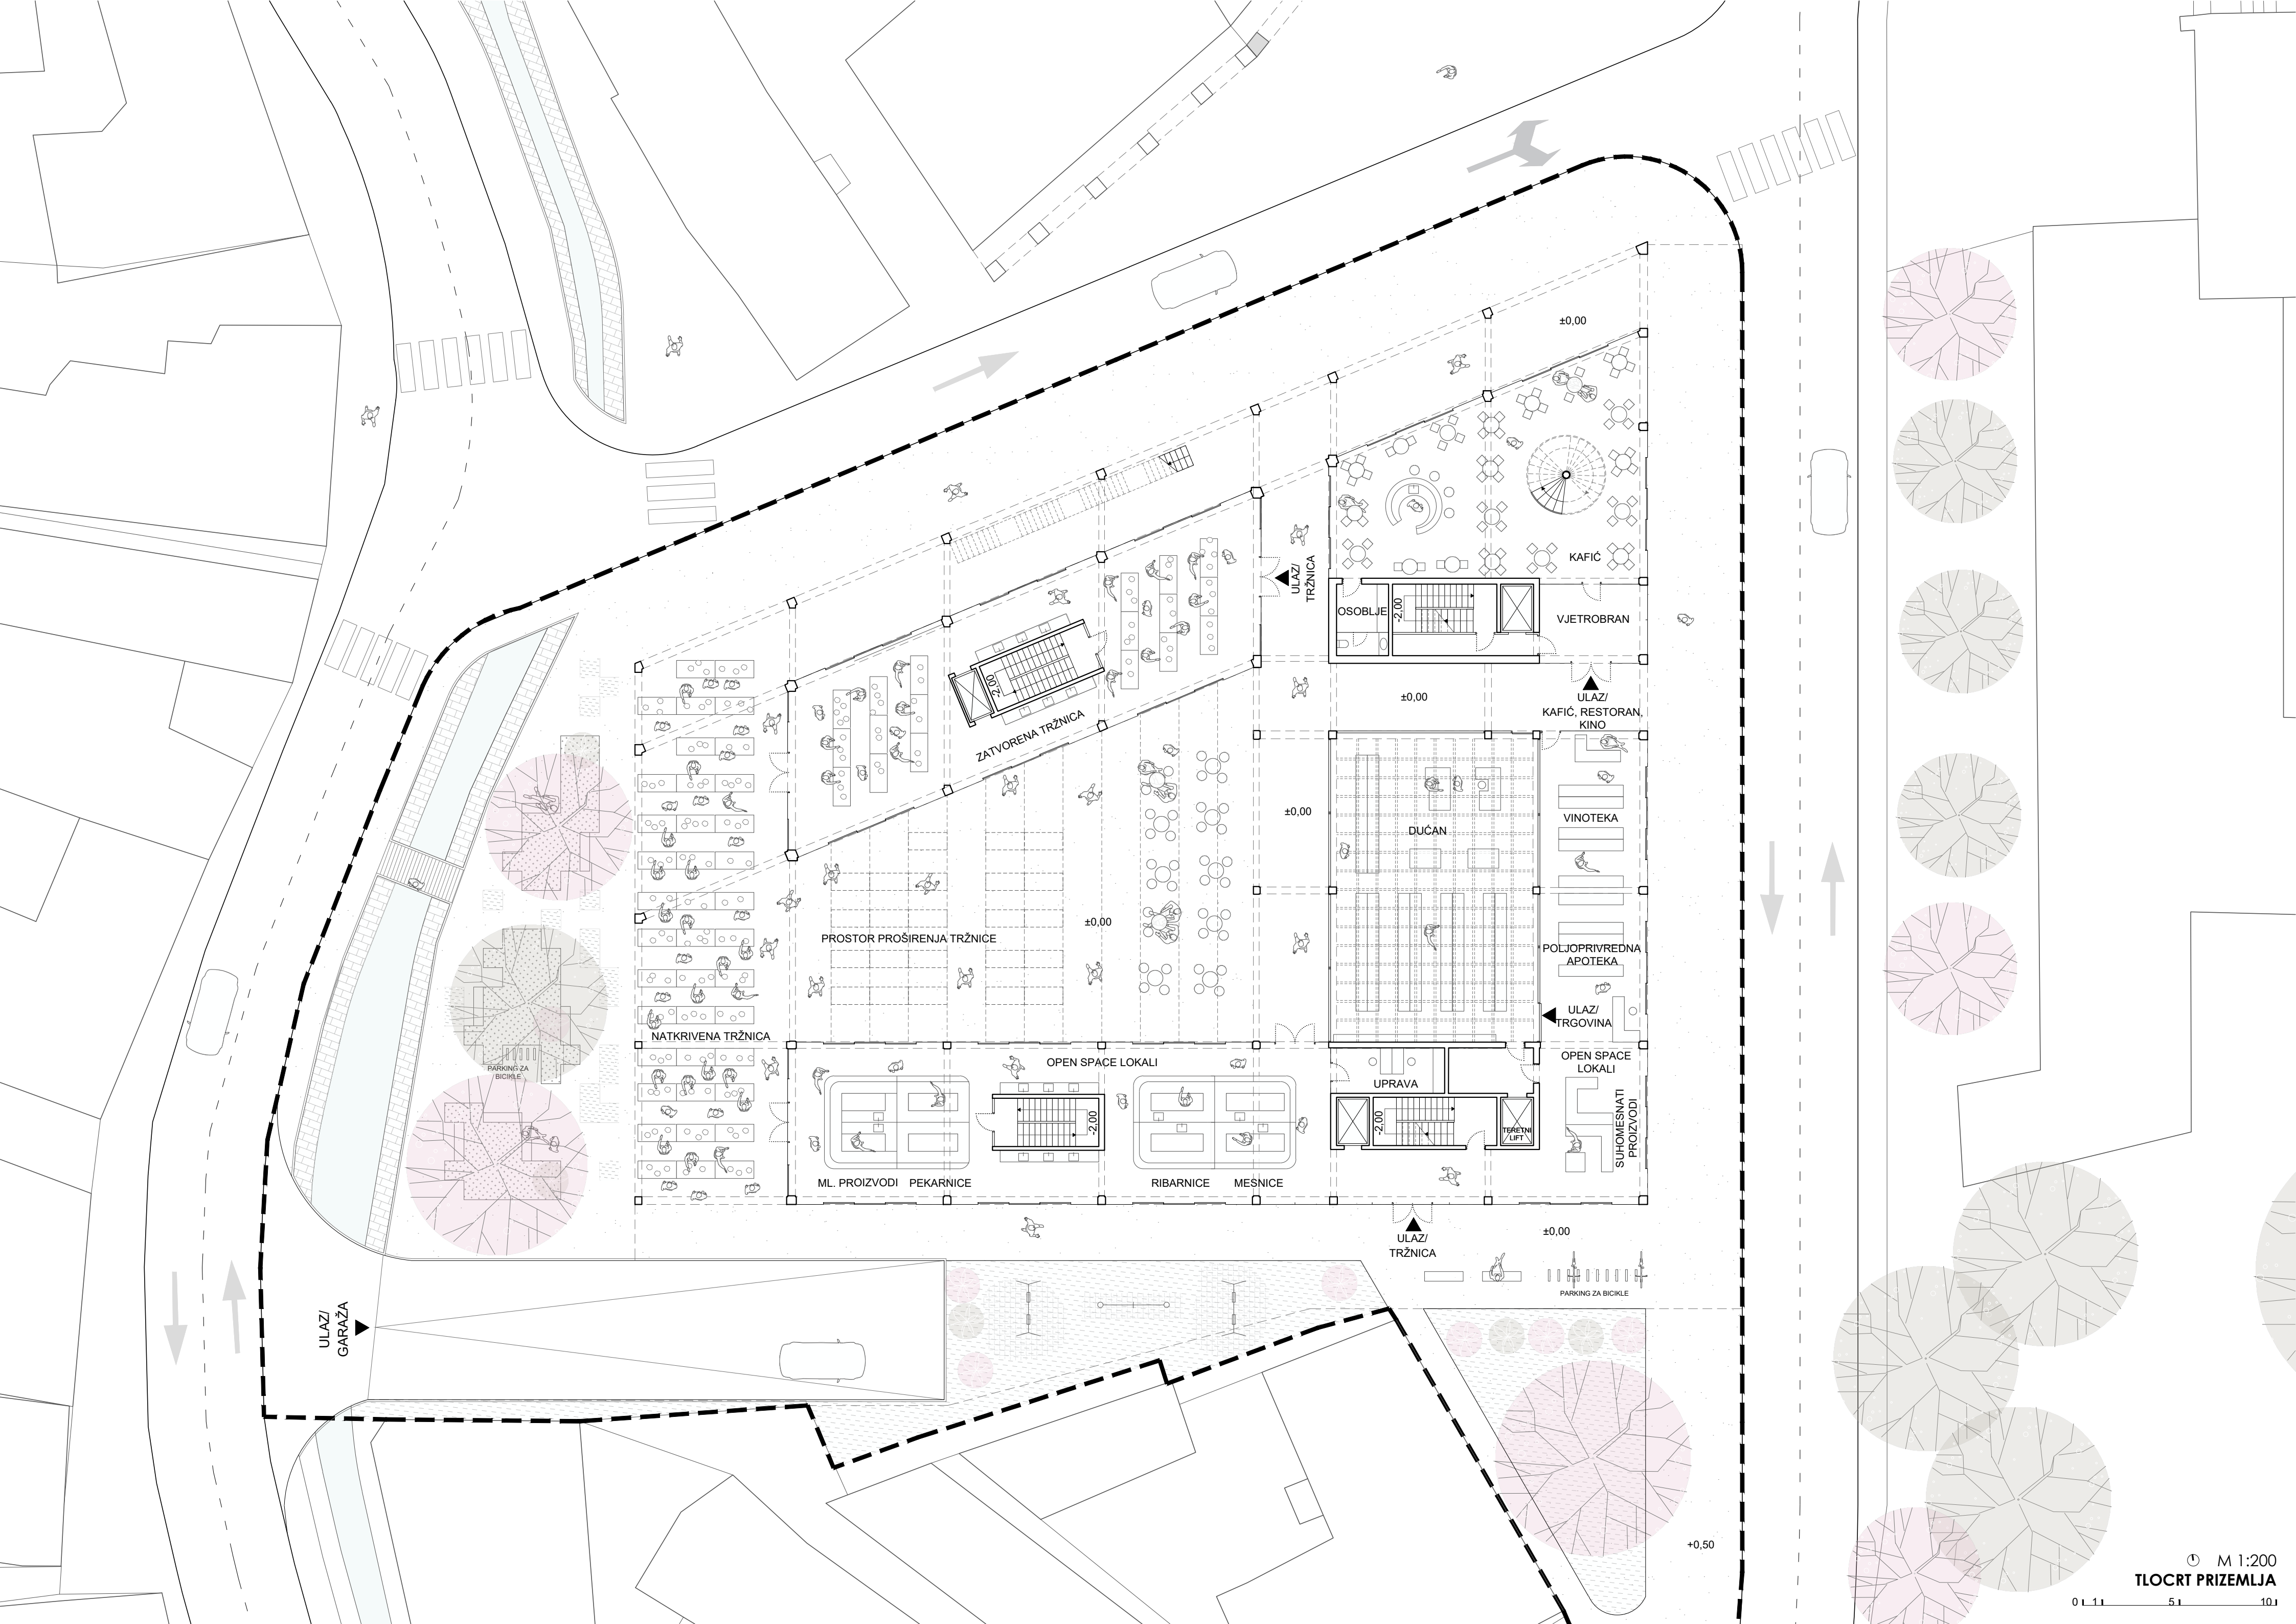 ±0,00
ULAZ/
TRŽNICA
KAFIĆ
OSOBLJE
-2,00
VJETROBRAN
-2,00
±0,00
ULAZ/
KAFIĆ, RESTORAN,
KINO
ZATVORENA TRŽNICA
±0,00
VINOTEKA
DUĆAN
±0,00
PROSTOR PROŠIRENJA TRŽNICE
POLJOPRIVREDNA
APOTEKA
ULAZ/
TRGOVINA
NATKRIVENA TRŽNICA
OPEN SPACE LOKALI
OPEN SPACE
LOKALI
PARKING ZA
BICIKLE
UPRAVA
-2,00
-2,00
TERETNI
LIFT
SUHOMESNATI
PROIZVODI
ML. PROIZVODI
PEKARNICE
RIBARNICE
MESNICE
±0,00
ULAZ/
TRŽNICA
PARKING ZA BICIKLE
ULAZ/
GARAŽA
+0,50
M 1:200
TLOCRT PRIZEMLJA
0 1 5 10